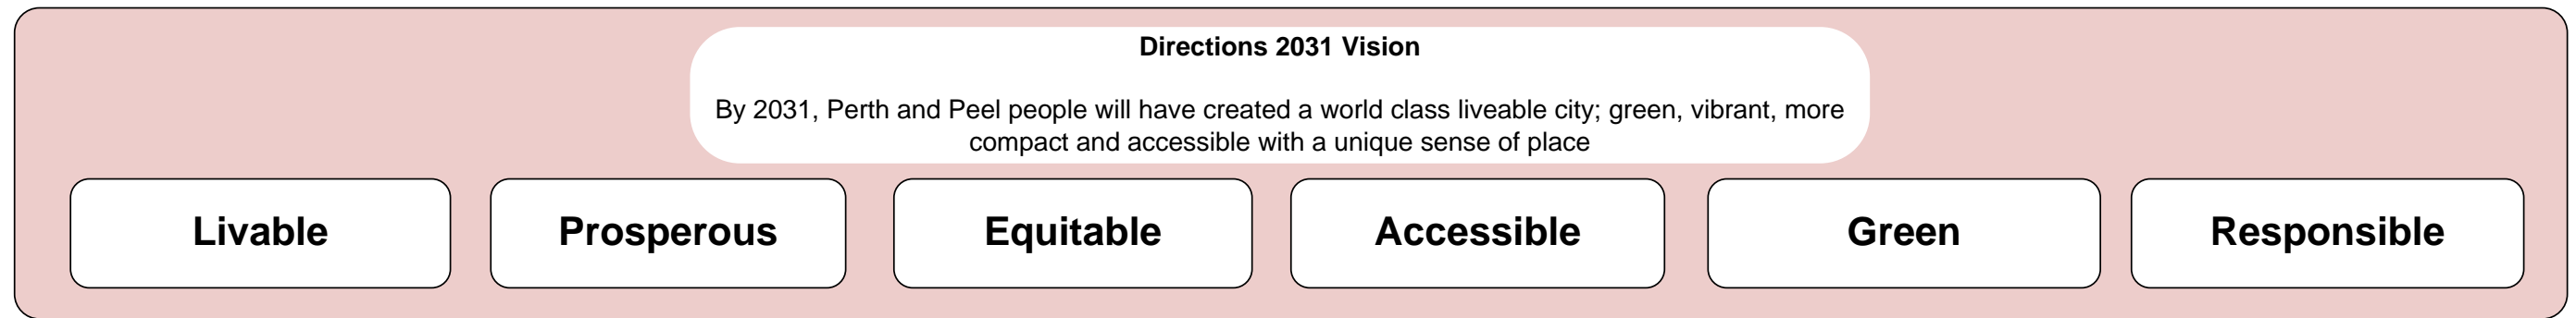 Directions 2031 Vision
By 2031, Perth and Peel people will have created a world class liveable city; green, vibrant, more
compact and accessible with a unique sense of place
Livable
Prosperous
Equitable
Accessible
Green
Responsible